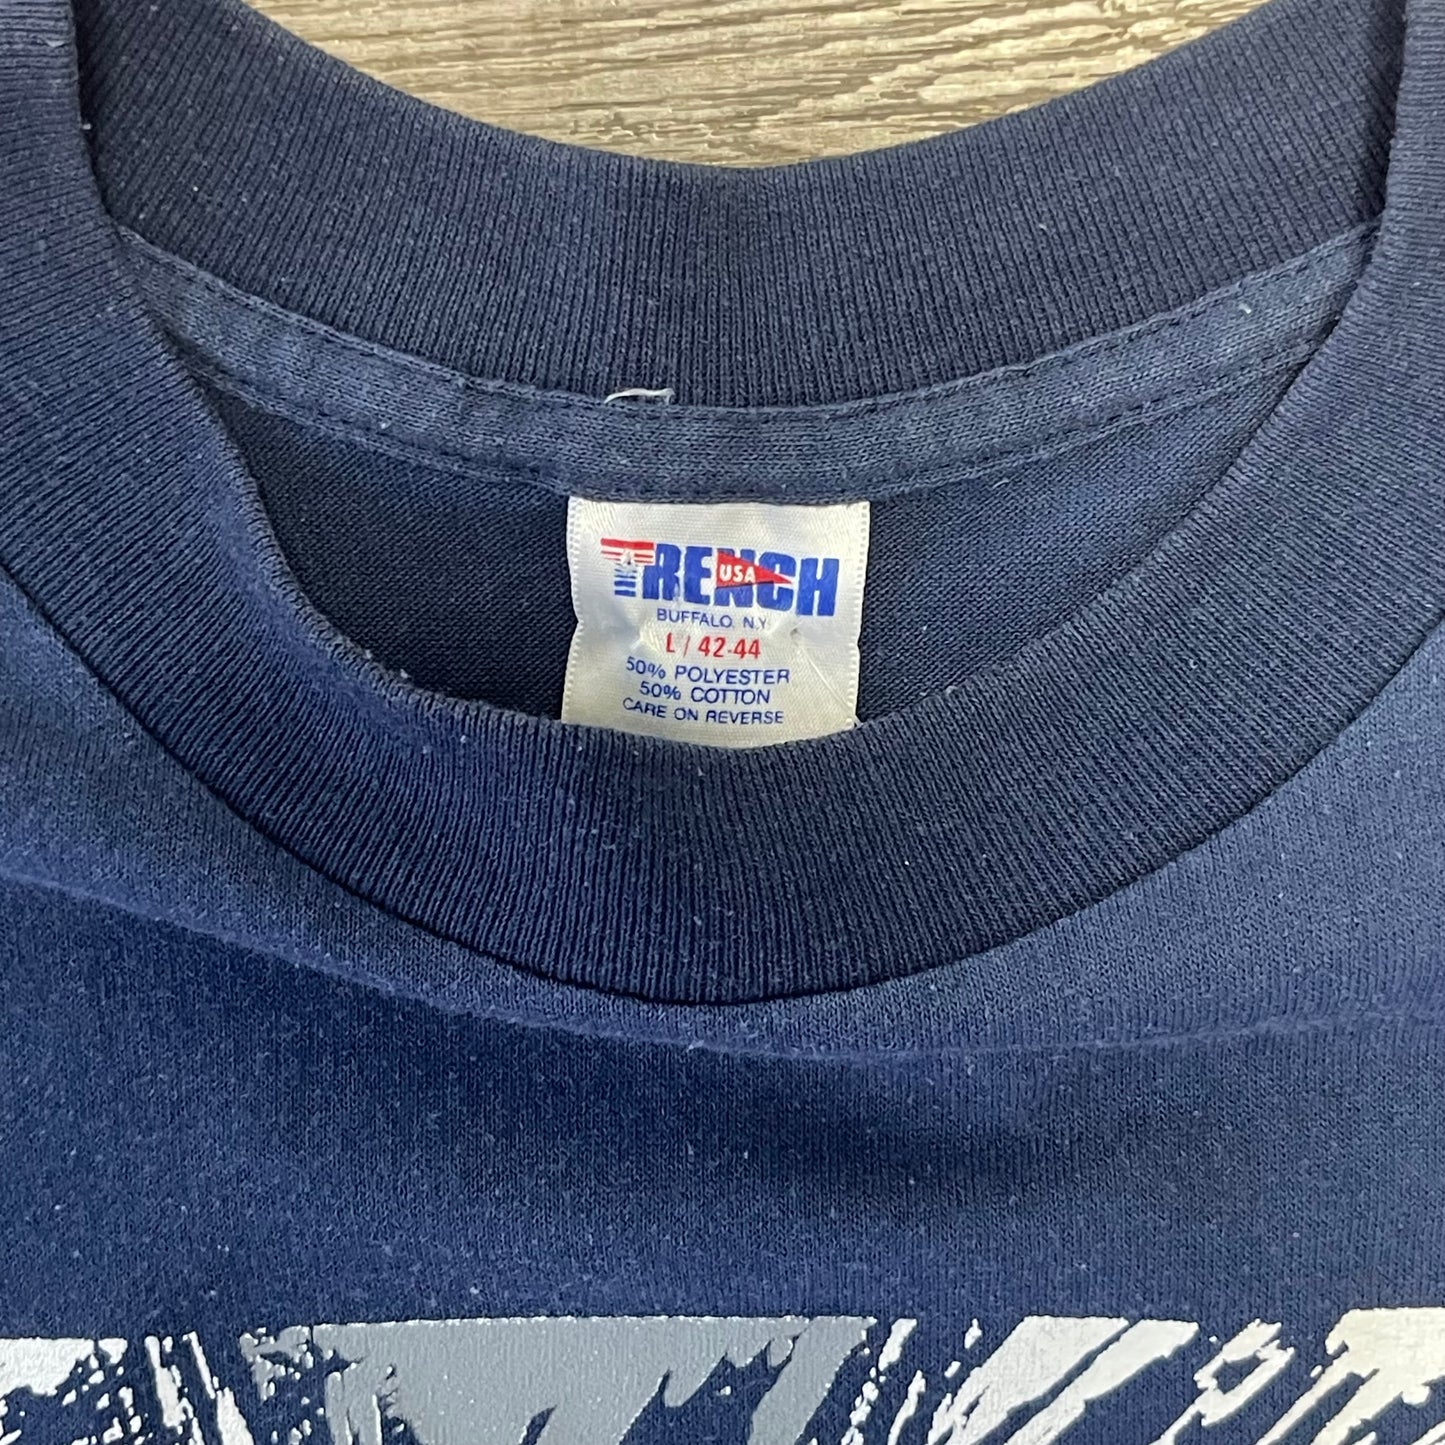 TRENCH
USA
BUFFALO, N.Y.
L / 42-44
50% POLYESTER
50% COTTON
CARE ON REVERSE